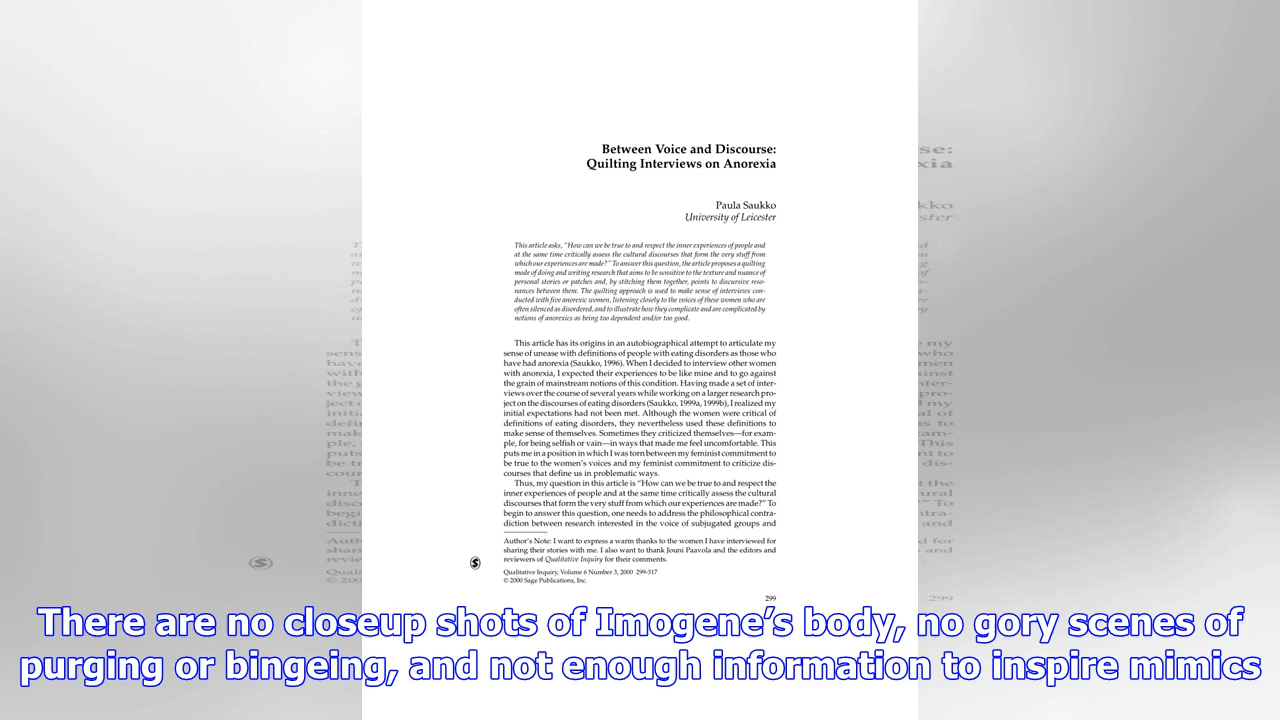 Between Voice and Discourse:
Quilting Interviews on Anorexia
Paula Saukko
University of Leicester
This article asks, “How can we be true to and respect the inner experiences of people and
at the same time critically assess the cultural discourses that form the very stuff from
which our experiences are made?” To answer this question, the article proposes a quilting
mode of doing and writing research that aims to be sensitive to the texture and nuance of
personal stories or patches and, by stitching them together, points to discursive reso-
nances between them. The quilting approach is used to make sense of interviews con-
ducted with five anorexic women, listening closely to the voices of these women who are
often silenced as disordered, and to illustrate how they complicate and are complicated by
notions of anorexics as being too dependent and/or too good.
This article has its origins in an autobiographical attempt to articulate my
sense of unease with definitions of people with eating disorders as those who
have had anorexia (Saukko, 1996). When I decided to interview other women
with anorexia, I expected their experiences to be like mine and to go against
the grain of mainstream notions of this condition. Having made a set of inter-
views over the course of several years while working on a larger research pro-
ject on the discourses of eating disorders (Saukko, 1999a, 1999b), I realized my
initial expectations had not been met. Although the women were critical of
definitions of eating disorders, they nevertheless used these definitions to
make sense of themselves. Sometimes they criticized themselves—for exam-
ple, for being selfish or vain—in ways that made me feel uncomfortable. This
puts me in a position in which I was torn between my feminist commitment to
be true to the women’s voices and my feminist commitment to criticize dis-
courses that define us in problematic ways.
Thus, my question in this article is “How can we be true to and respect the
inner experiences of people and at the same time critically assess the cultural
discourses that form the very stuff from which our experiences are made?” To
begin to answer this question, one needs to address the philosophical contra-
diction between research interested in the voice of subjugated groups and
Author’s Note: I want to express a warm thanks to the women I have interviewed for
sharing their stories with me. I also want to thank Jouni Paavola and the editors and
reviewers of Qualitative Inquiry for their comments.
Qualitative Inquiry, Volume 6 Number 3, 2000 299-317
© 2000 Sage Publications, Inc.
299
There are no closeup shots of Imogene’s body, no gory scenes of
purging or bingeing, and not enough information to inspire mimics